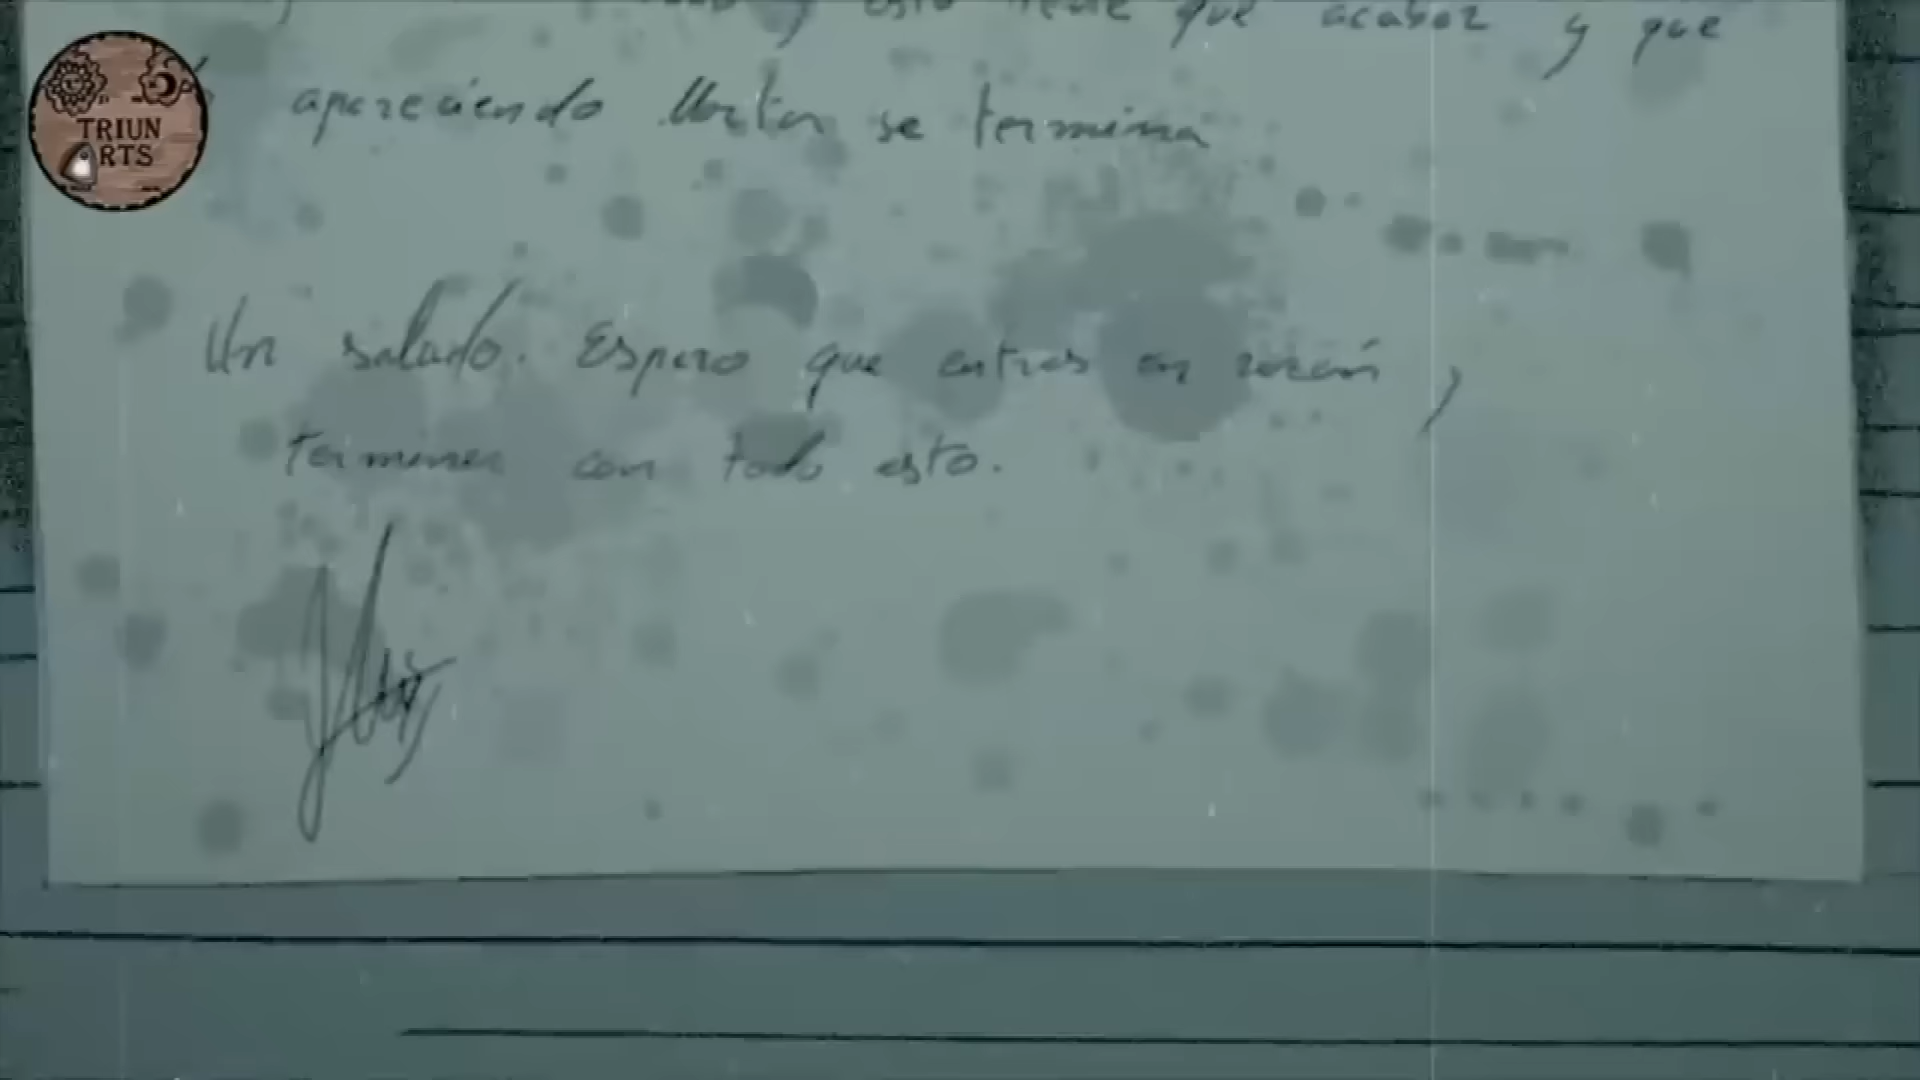 TRIUN
ARTS
esto tiene que acabar y que
apareciendo se termina
Un saludo. Espero que entres en razón y
termines con todo esto.